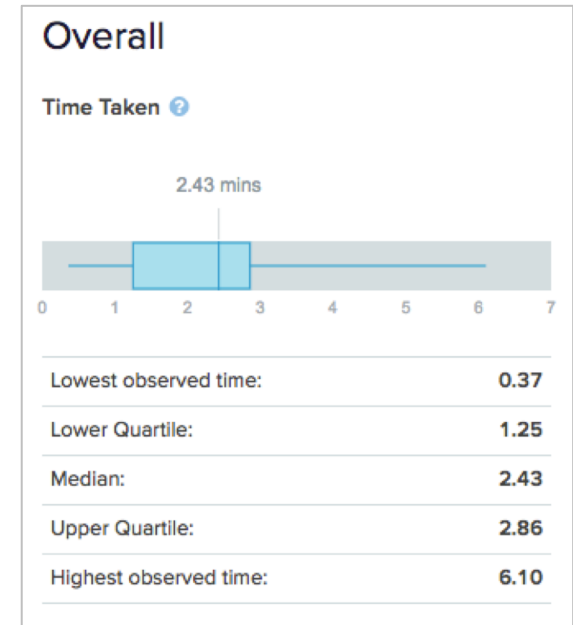 Overall
Time Taken ?
2.43 mins
0 1 2 3 4 5 6 7
Lowest observed time: 0.37
Lower Quartile: 1.25
Median: 2.43
Upper Quartile: 2.86
Highest observed time: 6.10